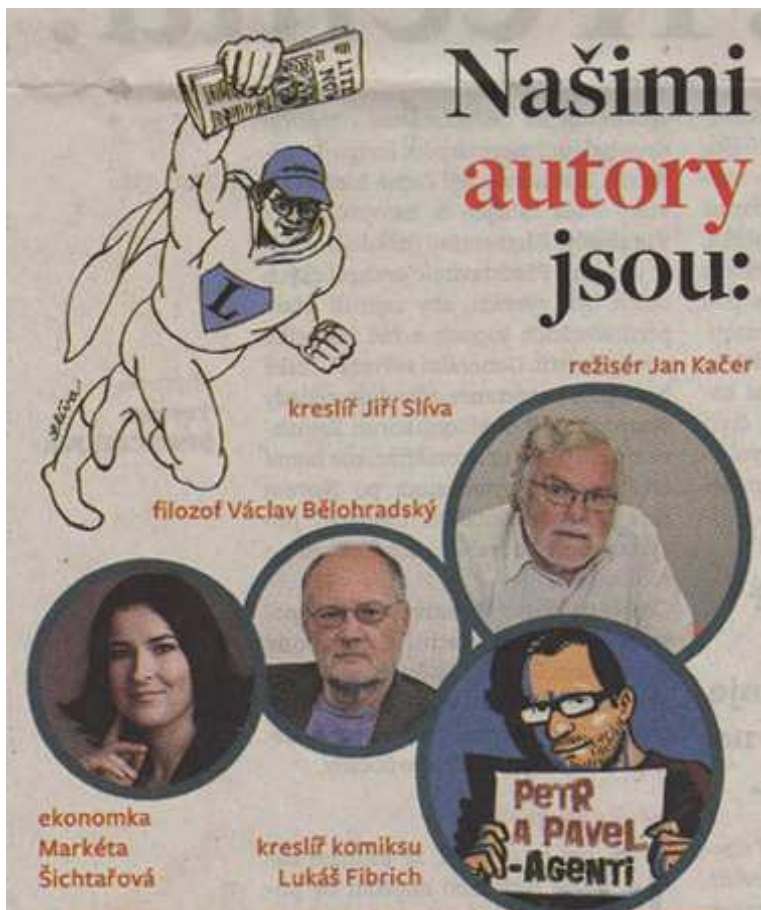 Našimi
autory
jsou:
režisér Jan Kačer
kreslíř Jiří Slíva
filozof Václav Bělohradský
ekonomka
Markéta
Šichtařová
kreslíř komiksu
Lukáš Fibrich
PETR
A PAVEL
-AGENTI
L
slíva